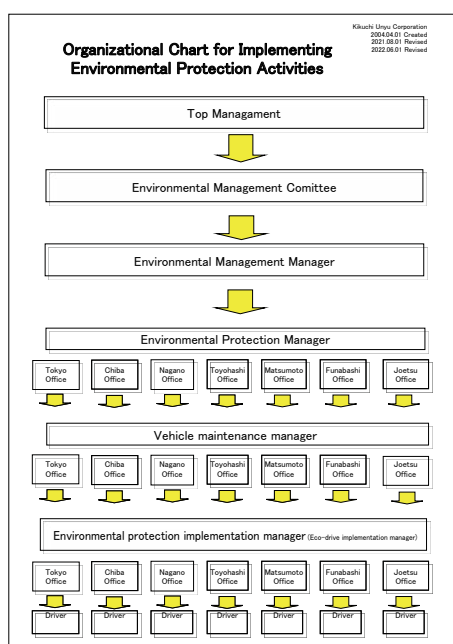 Kikuchi Unyu Corporation
2004.04.01 Created
2021.08.01 Revised
2022.06.01 Revised
Organizational Chart for Implementing
Environmental Protection Activities
Top Managament
Environmental Management Comittee
Environmental Management Manager
Environmental Protection Manager
Tokyo Office
Chiba Office
Nagano Office
Toyohashi Office
Matsumoto Office
Funabashi Office
Joetsu Office
Vehicle maintenance manager
Tokyo Office
Chiba Office
Nagano Office
Toyohashi Office
Matsumoto Office
Funabashi Office
Joetsu Office
Environmental protection implementation manager (Eco-drive implementation manager)
Tokyo Office
Chiba Office
Nagano Office
Toyohashi Office
Matsumoto Office
Funabashi Office
Joetsu Office
Driver
Driver
Driver
Driver
Driver
Driver
Driver